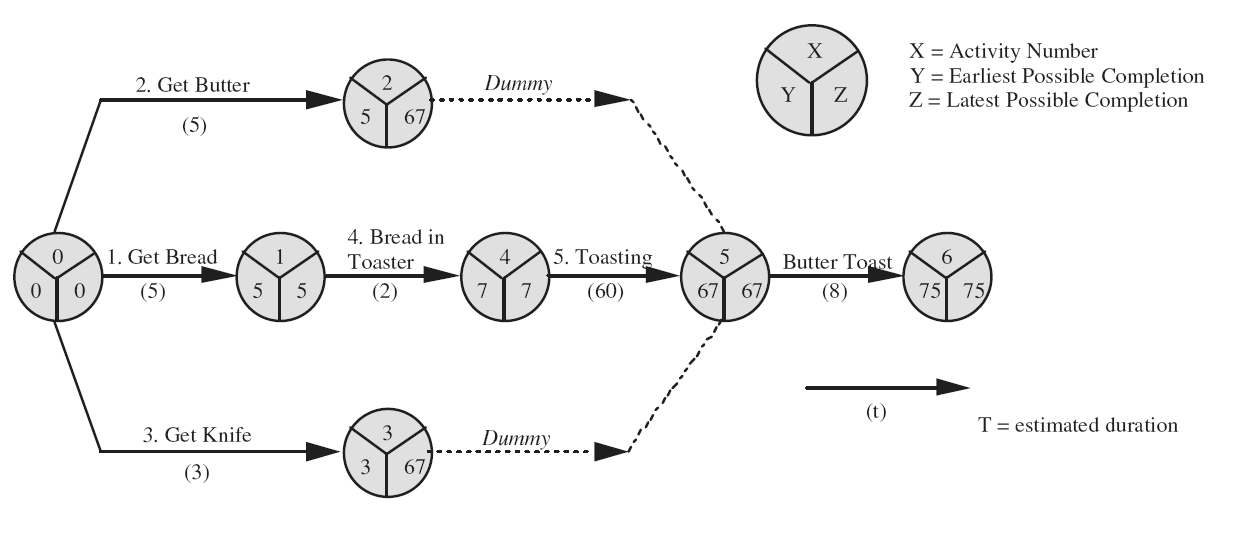 2. Get Butter
(5)
2
5 67
Dummy
X
Y Z
X = Activity Number
Y = Earliest Possible Completion
Z = Latest Possible Completion
0
0 0
1. Get Bread
(5)
1
5 5
4. Bread in
Toaster
(2)
4
7 7
5. Toasting
(60)
5
67 67
Butter Toast
(8)
6
75 75
3. Get Knife
(3)
3
3 67
Dummy
(t)
T = estimated duration